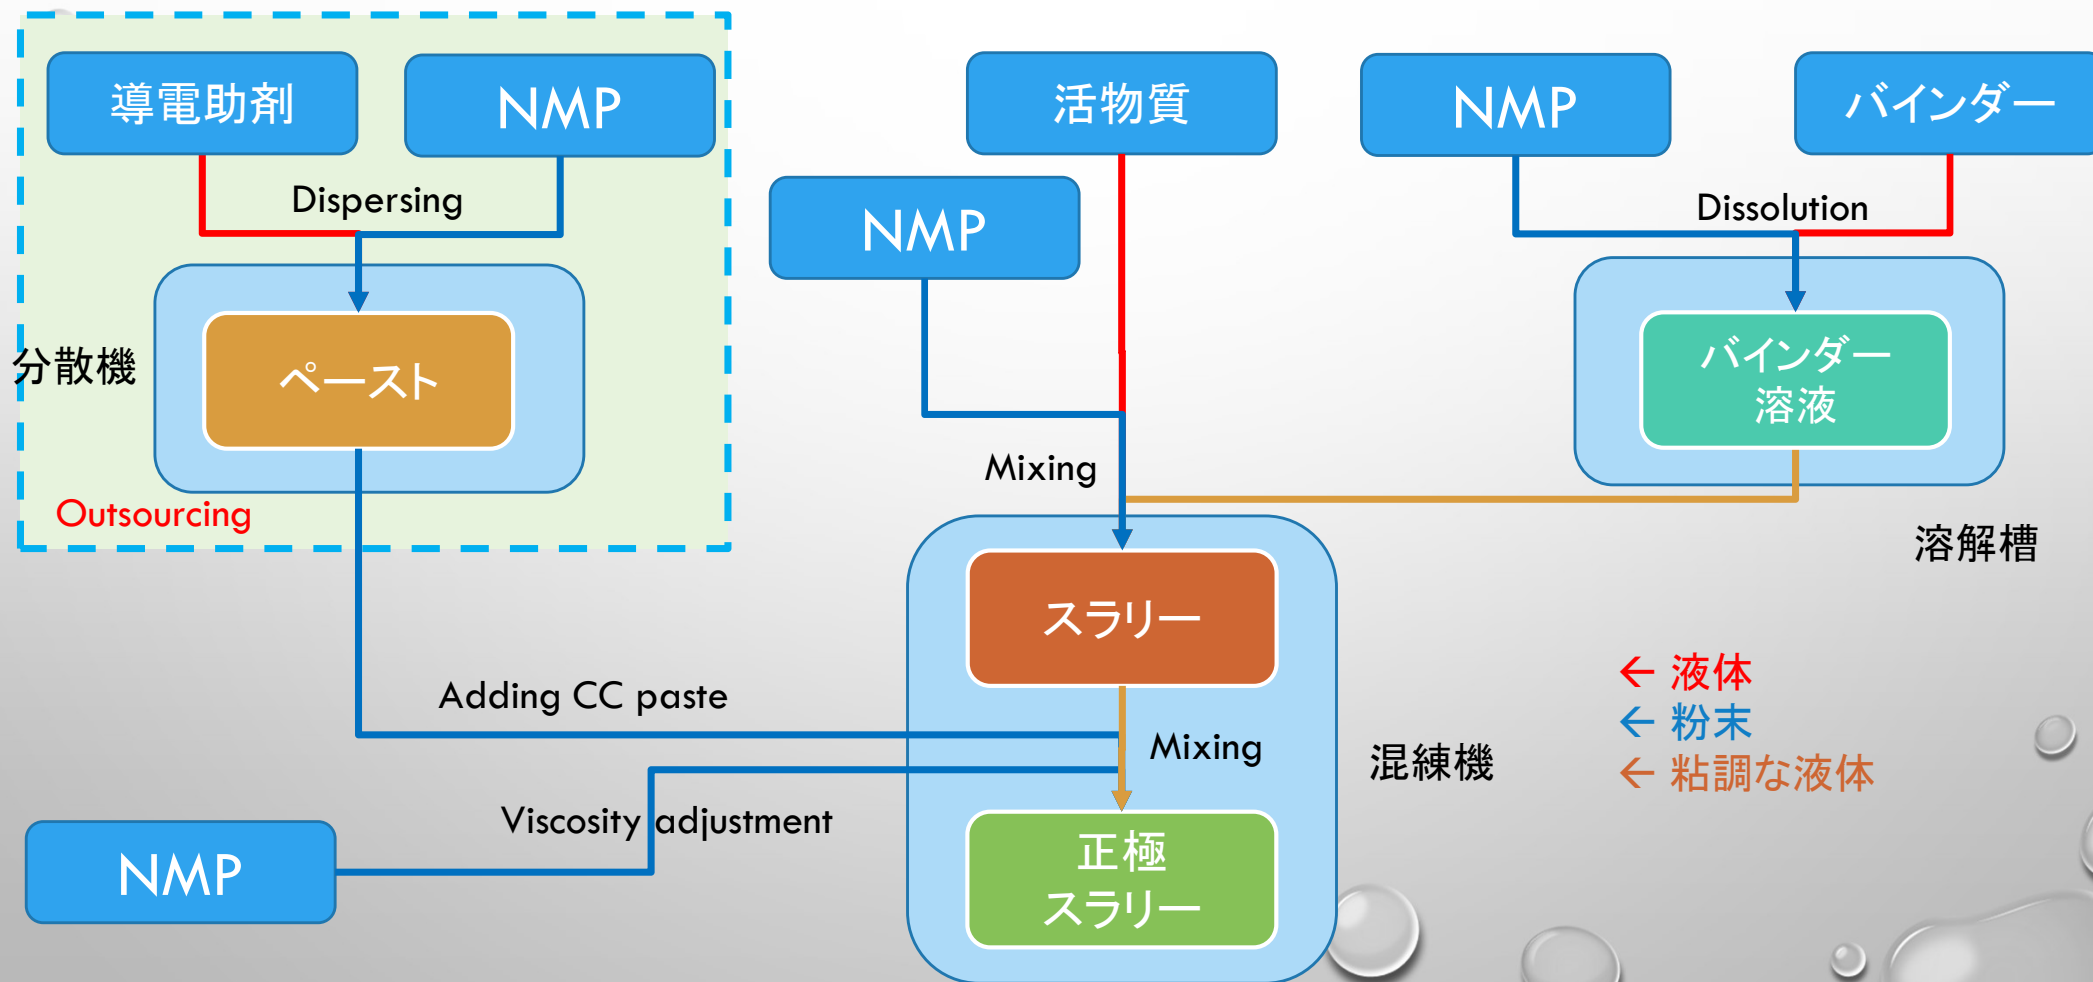 導電助剤
NMP
活物質
NMP
バインダー
NMP
Dispersing
Dissolution
分散機
ペースト
バインダー
溶液
Mixing
Outsourcing
溶解槽
スラリー
← 液体
← 粉末
← 粘調な液体
Adding CC paste
Mixing
混練機
Viscosity adjustment
NMP
正極
スラリー